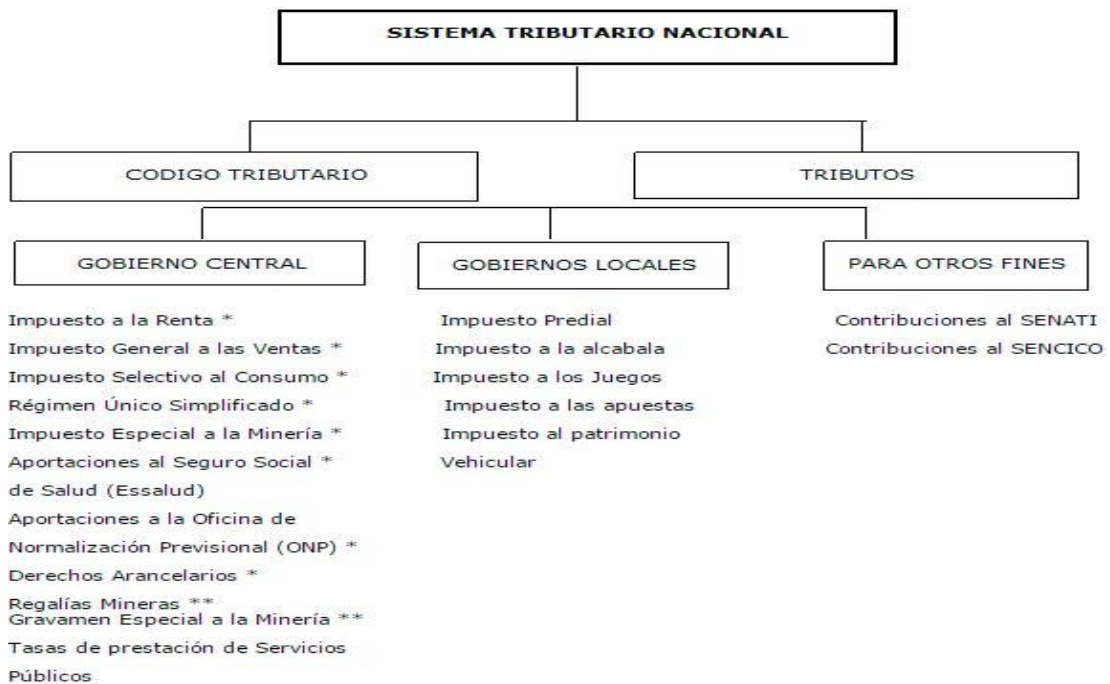 SISTEMA TRIBUTARIO NACIONAL
CODIGO TRIBUTARIO
TRIBUTOS
GOBIERNO CENTRAL
GOBIERNOS LOCALES
PARA OTROS FINES
Impuesto a la Renta *
Impuesto General a las Ventas *
Impuesto Selectivo al Consumo *
Régimen Único Simplificado *
Impuesto Especial a la Minería *
Aportaciones al Seguro Social *
de Salud (Essalud)
Aportaciones a la Oficina de
Normalización Previsional (ONP) *
Derechos Arancelarios *
Regalías Mineras **
Gravamen Especial a la Minería **
Tasas de prestación de Servicios
Públicos
Impuesto Predial
Impuesto a la alcabala
Impuesto a los Juegos
Impuesto a las apuestas
Impuesto al patrimonio
Vehicular
Contribuciones al SENATI
Contribuciones al SENCICO